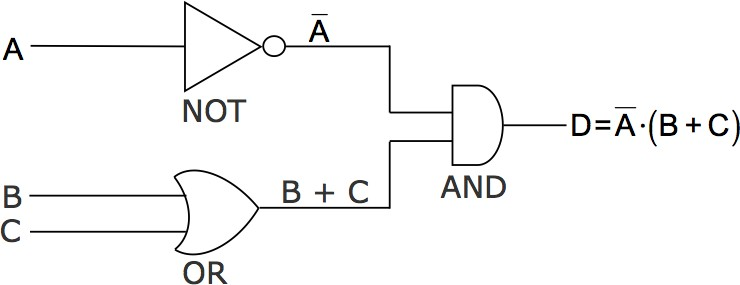 A
A̅
NOT
D=A̅·(B+C)
B
B + C
AND
C
OR